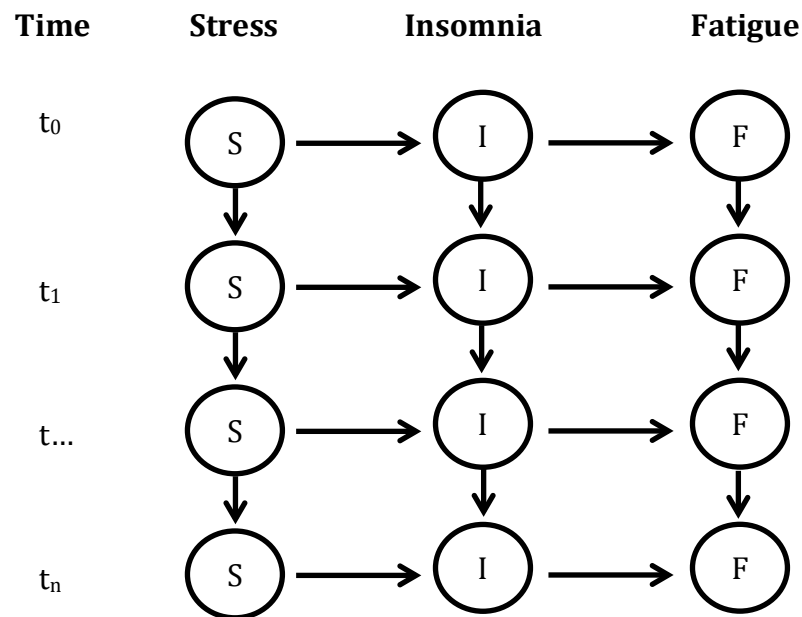 Time Stress Insomnia Fatigue
t₀ S I F
t₁ S I F
t... S I F
tₙ S I F